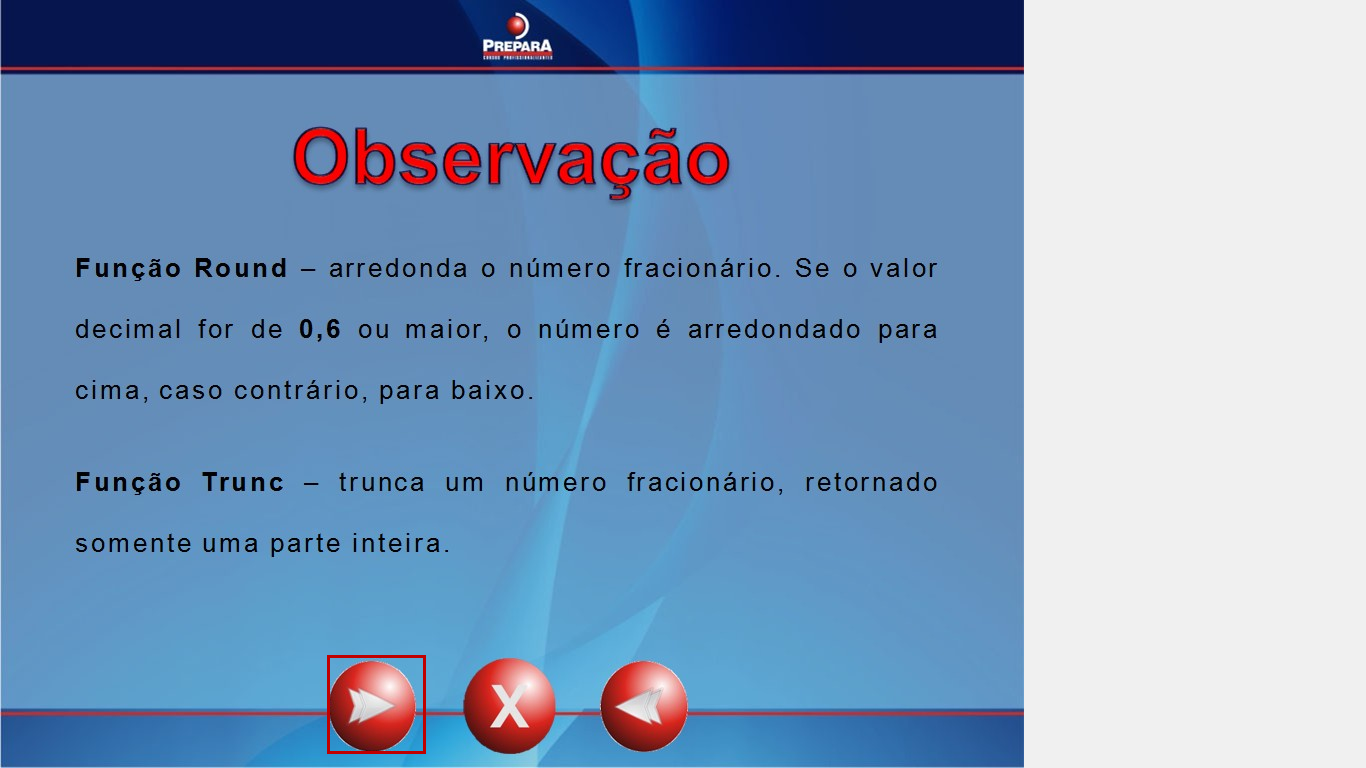 PREPARA
CURSOS PROFISSIONALIZANTES
Observação
Função Round – arredonda o número fracionário. Se o valor
decimal for de 0,6 ou maior, o número é arredondado para
cima, caso contrário, para baixo.
Função Trunc – trunca um número fracionário, retornado
somente uma parte inteira.
X